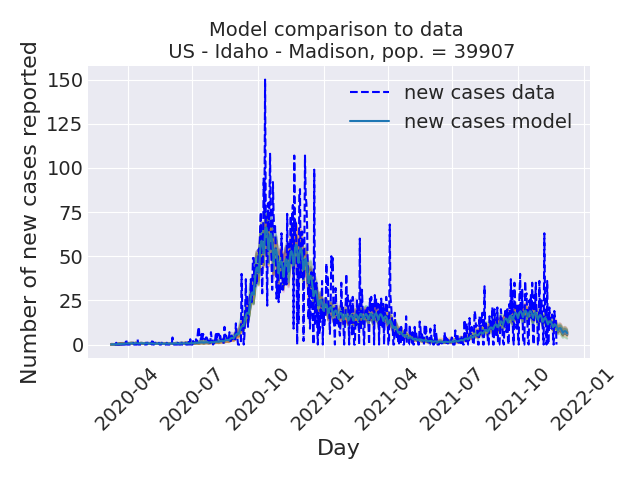 Model comparison to data
US - Idaho - Madison, pop. = 39907
Number of new cases reported
150
125
100
75
50
25
0
new cases data
new cases model
2020-04
2020-07
2020-10
2021-01
2021-04
2021-07
2021-10
2022-01
Day